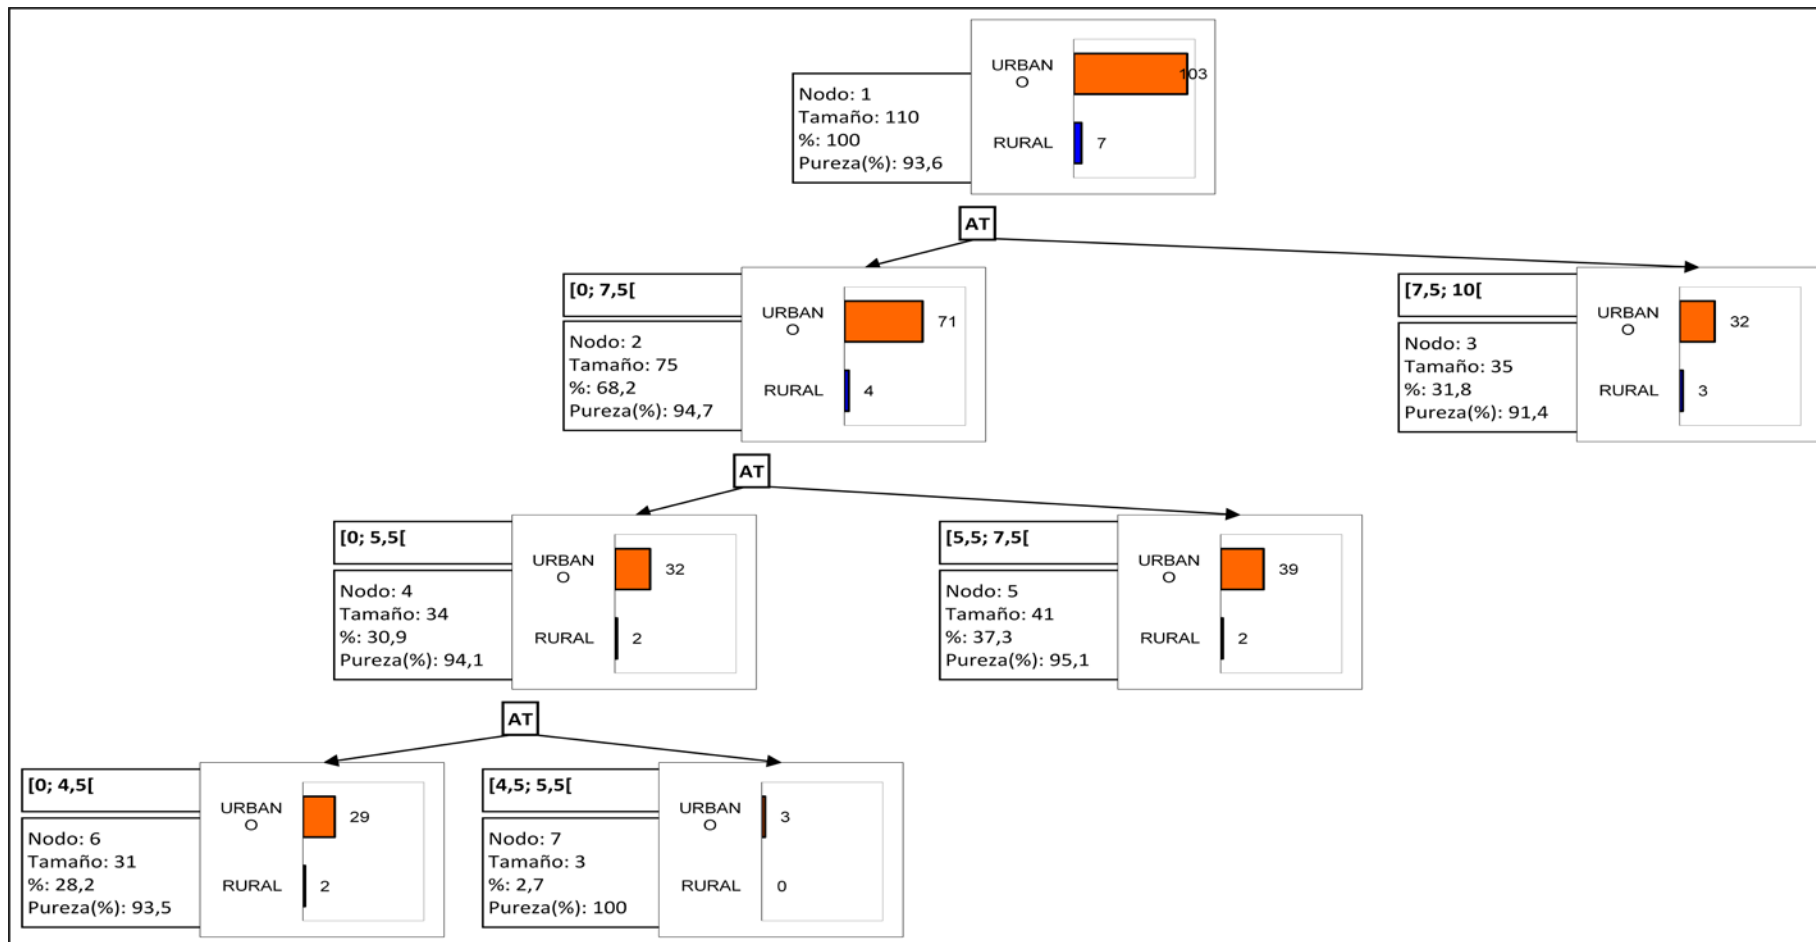 URBAN
O
103
RURAL
7
Nodo: 1
Tamaño: 110
%: 100
Pureza(%): 93,6
AT
[0; 7,5[
Nodo: 2
Tamaño: 75
%: 68,2
Pureza(%): 94,7
URBAN
O
71
RURAL
4
[7,5; 10[
Nodo: 3
Tamaño: 35
%: 31,8
Pureza(%): 91,4
URBAN
O
32
RURAL
3
AT
[0; 5,5[
Nodo: 4
Tamaño: 34
%: 30,9
Pureza(%): 94,1
URBAN
O
32
RURAL
2
[5,5; 7,5[
Nodo: 5
Tamaño: 41
%: 37,3
Pureza(%): 95,1
URBAN
O
39
RURAL
2
AT
[0; 4,5[
Nodo: 6
Tamaño: 31
%: 28,2
Pureza(%): 93,5
URBAN
O
29
RURAL
2
[4,5; 5,5[
Nodo: 7
Tamaño: 3
%: 2,7
Pureza(%): 100
URBAN
O
3
RURAL
0